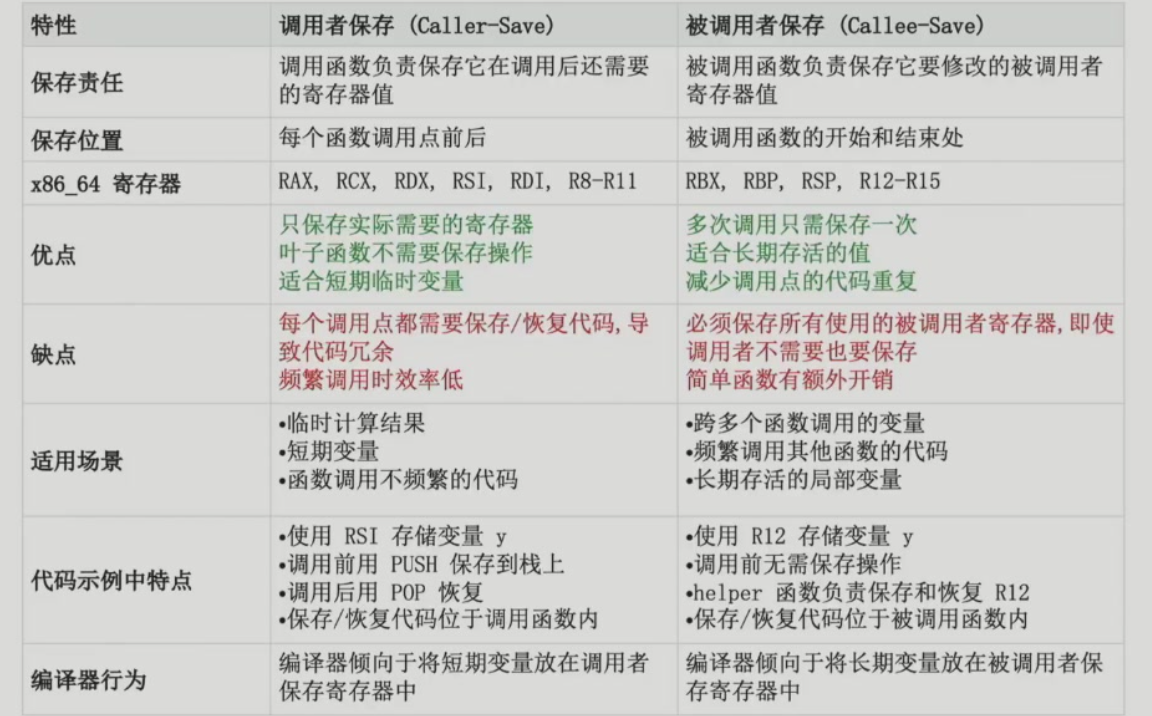 特性
调用者保存 (Caller-Save)
被调用者保存 (Callee-Save)
保存责任
调用函数负责保存它在调用后还需要
的寄存器值
被调用函数负责保存它要修改的被调用者
寄存器值
保存位置
每个函数调用点前后
被调用函数的开始和结束处
x86_64 寄存器
RAX, RCX, RDX, RSI, RDI, R8-R11
RBX, RBP, RSP, R12-R15
优点
只保存实际需要的寄存器
叶子函数不需要保存操作
适合短期临时变量
多次调用只需保存一次
适合长期存活的值
减少调用点的代码重复
缺点
每个调用点都需要保存/恢复代码,导
致代码冗余
频繁调用时效率低
必须保存所有使用的被调用者寄存器,即使
调用者不需要也要保存
简单函数有额外开销
适用场景
•临时计算结果
•短期变量
•函数调用不频繁的代码
•跨多个函数调用的变量
•频繁调用其他函数的代码
•长期存活的局部变量
代码示例中特点
•使用 RSI 存储变量 y
•调用前用 PUSH 保存到栈上
•调用后用 POP 恢复
•保存/恢复代码位于调用函数内
•使用 R12 存储变量 y
•调用前无需保存操作
•helper 函数负责保存和恢复 R12
•保存/恢复代码位于被调用函数内
编译器行为
编译器倾向于将短期变量放在调用者
保存寄存器中
编译器倾向于将长期变量放在被调用者保
存寄存器中